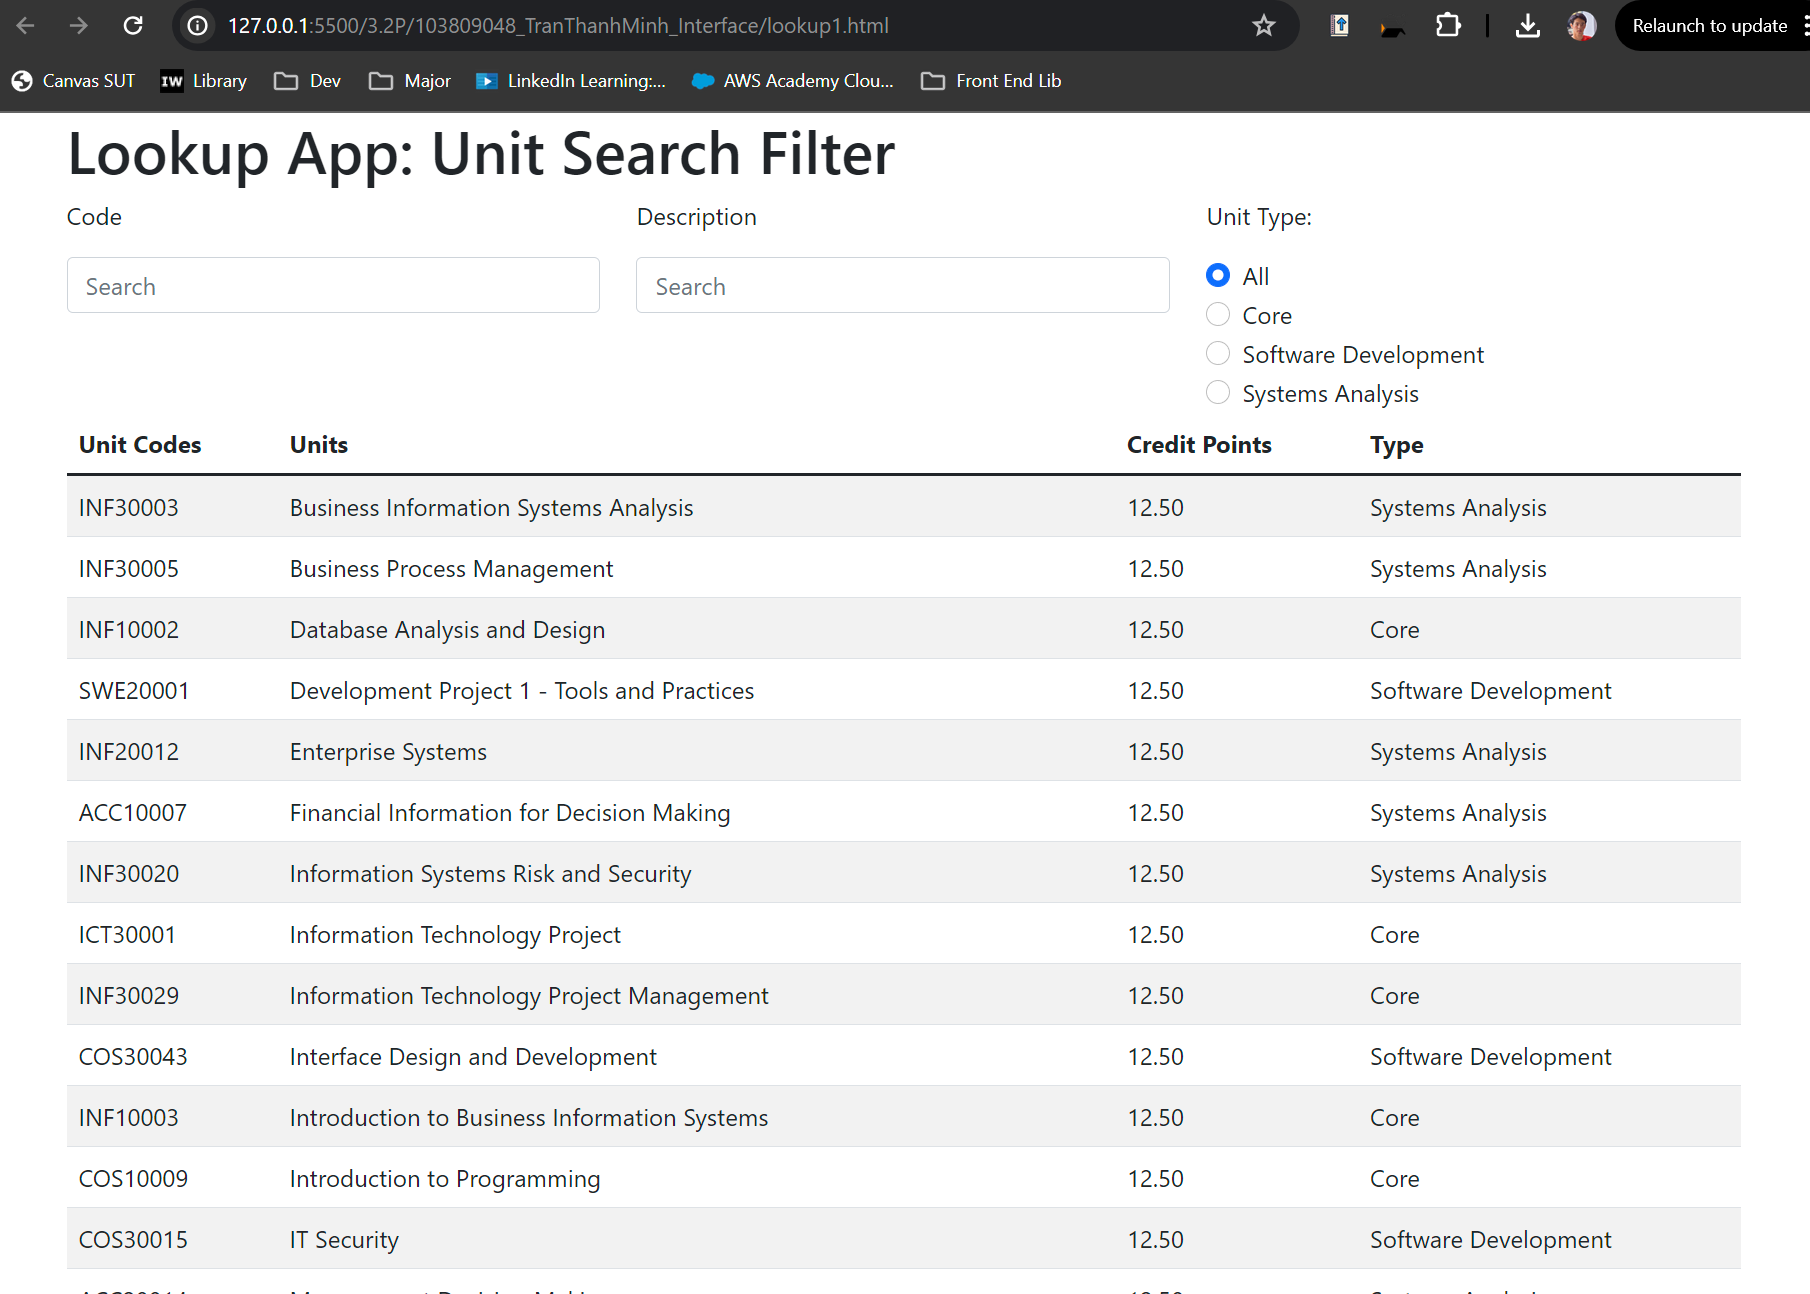 127.0.0.1:5500/3.2P/103809048_TranThanhMinh_Interface/lookup1.html
Relaunch to update
Canvas SUT
IW Library
Dev
Major
LinkedIn Learning:...
AWS Academy Clou...
Front End Lib
Lookup App: Unit Search Filter
Code Description Unit Type:
Search Search
All
Core
Software Development
Systems Analysis
Unit Codes Units Credit Points Type
INF30003 Business Information Systems Analysis 12.50 Systems Analysis
INF30005 Business Process Management 12.50 Systems Analysis
INF10002 Database Analysis and Design 12.50 Core
SWE20001 Development Project 1 - Tools and Practices 12.50 Software Development
INF20012 Enterprise Systems 12.50 Systems Analysis
ACC10007 Financial Information for Decision Making 12.50 Systems Analysis
INF30020 Information Systems Risk and Security 12.50 Systems Analysis
ICT30001 Information Technology Project 12.50 Core
INF30029 Information Technology Project Management 12.50 Core
COS30043 Interface Design and Development 12.50 Software Development
INF10003 Introduction to Business Information Systems 12.50 Core
COS10009 Introduction to Programming 12.50 Core
COS30015 IT Security 12.50 Software Development